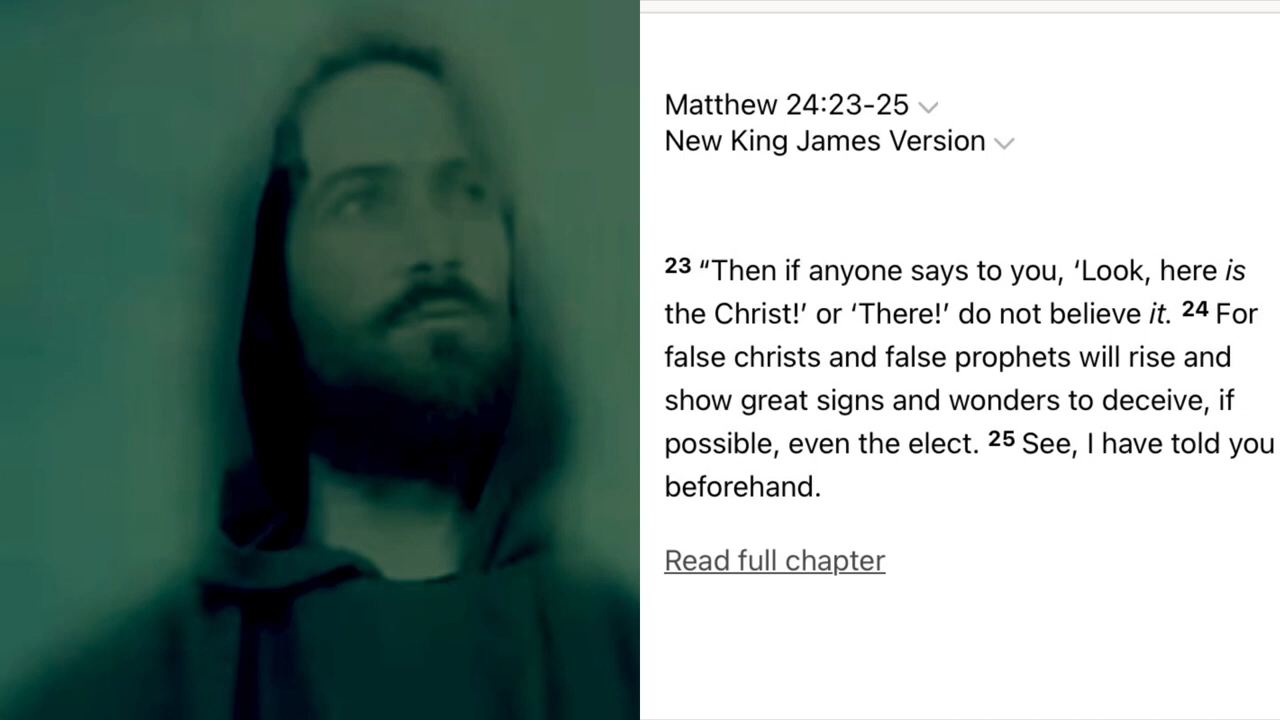 Matthew 24:23-25
New King James Version
23 “Then if anyone says to you, ‘Look, here is
the Christ!’ or ‘There!’ do not believe it. 24 For
false christs and false prophets will rise and
show great signs and wonders to deceive, if
possible, even the elect. 25 See, I have told you
beforehand.
Read full chapter